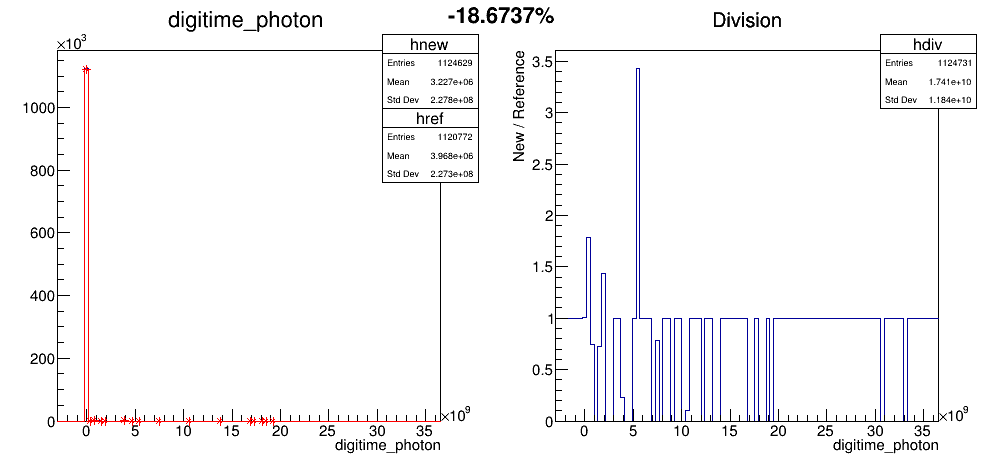 -18.6737%
digitime_photon
×10³
1000
800
600
400
200
0
0 5 10 15 20 25 30 35
×10⁹
digitime_photon
hnew
Entries 1124629
Mean 3.227e+06
Std Dev 2.278e+08
href
Entries 1120772
Mean 3.968e+06
Std Dev 2.273e+08
Division
New / Reference
3.5
3
2.5
2
1.5
1
0.5
0
0 5 10 15 20 25 30 35
×10⁹
digitime_photon
hdiv
Entries 1124731
Mean 1.741e+10
Std Dev 1.184e+10